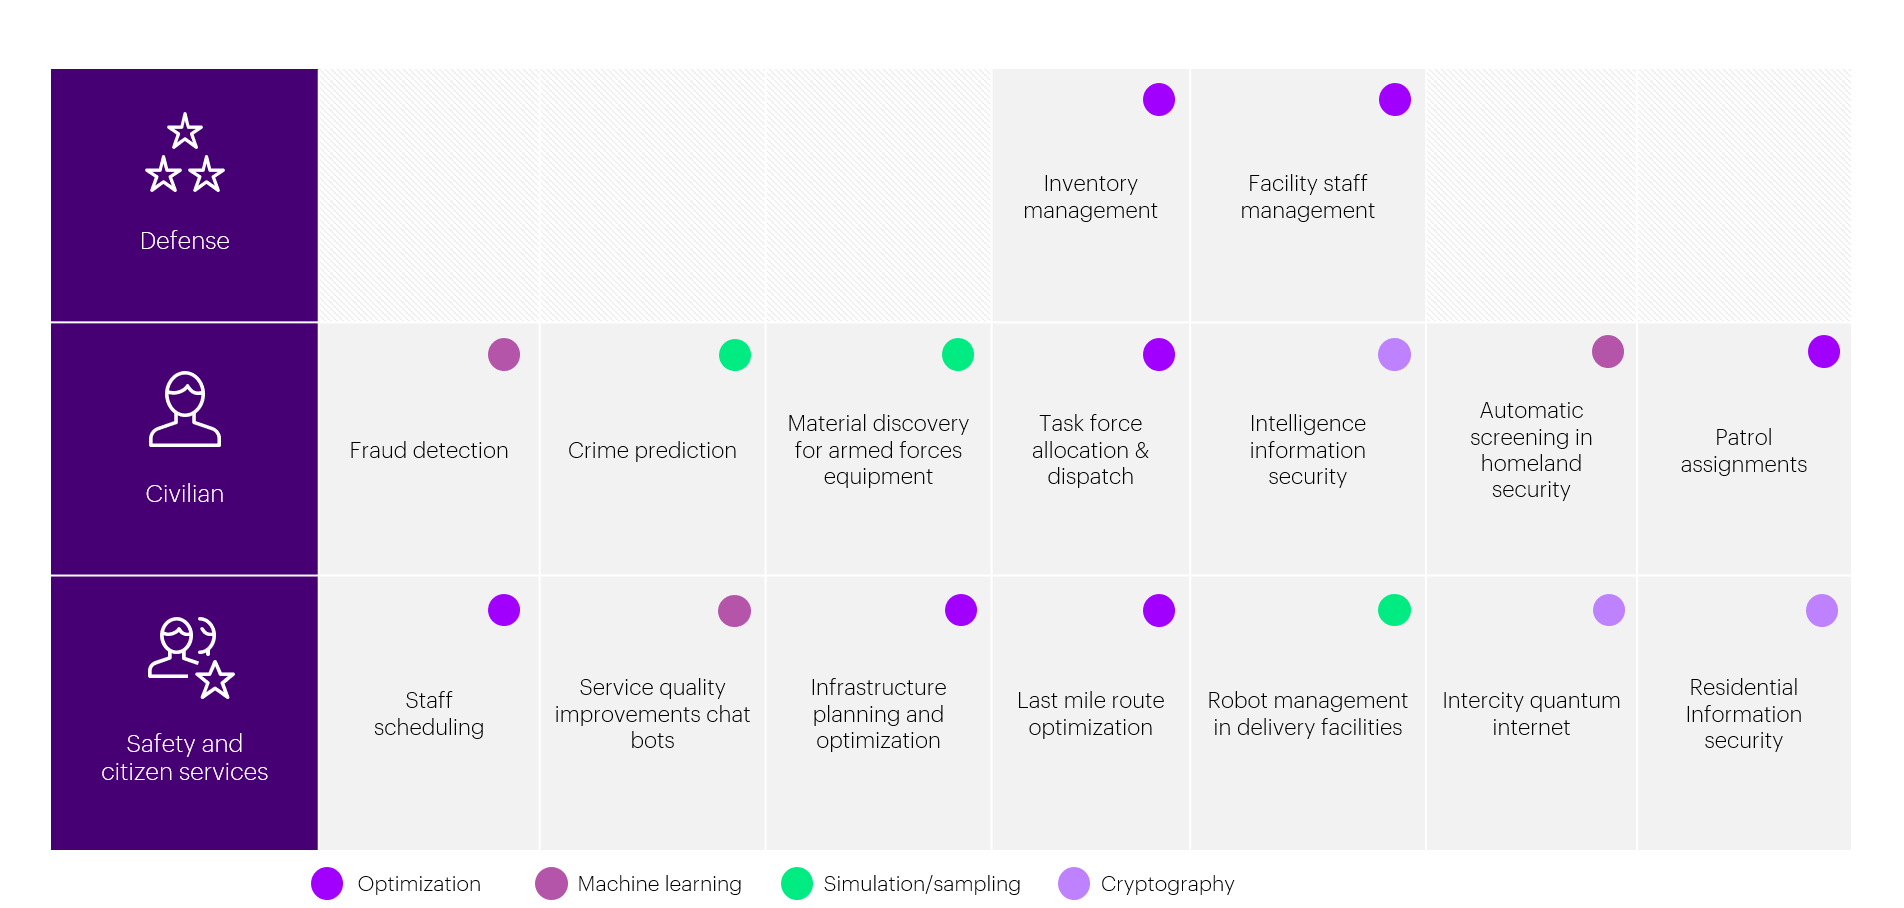 Defense
Inventory
management
Facility staff
management
Civilian
Fraud detection
Crime prediction
Material discovery
for armed forces
equipment
Task force
allocation &
dispatch
Intelligence
information
security
Automatic
screening in
homeland
security
Patrol
assignments
Safety and
citizen services
Staff
scheduling
Service quality
improvements chat
bots
Infrastructure
planning and
optimization
Last mile route
optimization
Robot management
in delivery facilities
Intercity quantum
internet
Residential
Information
security
Optimization
Machine learning
Simulation/sampling
Cryptography